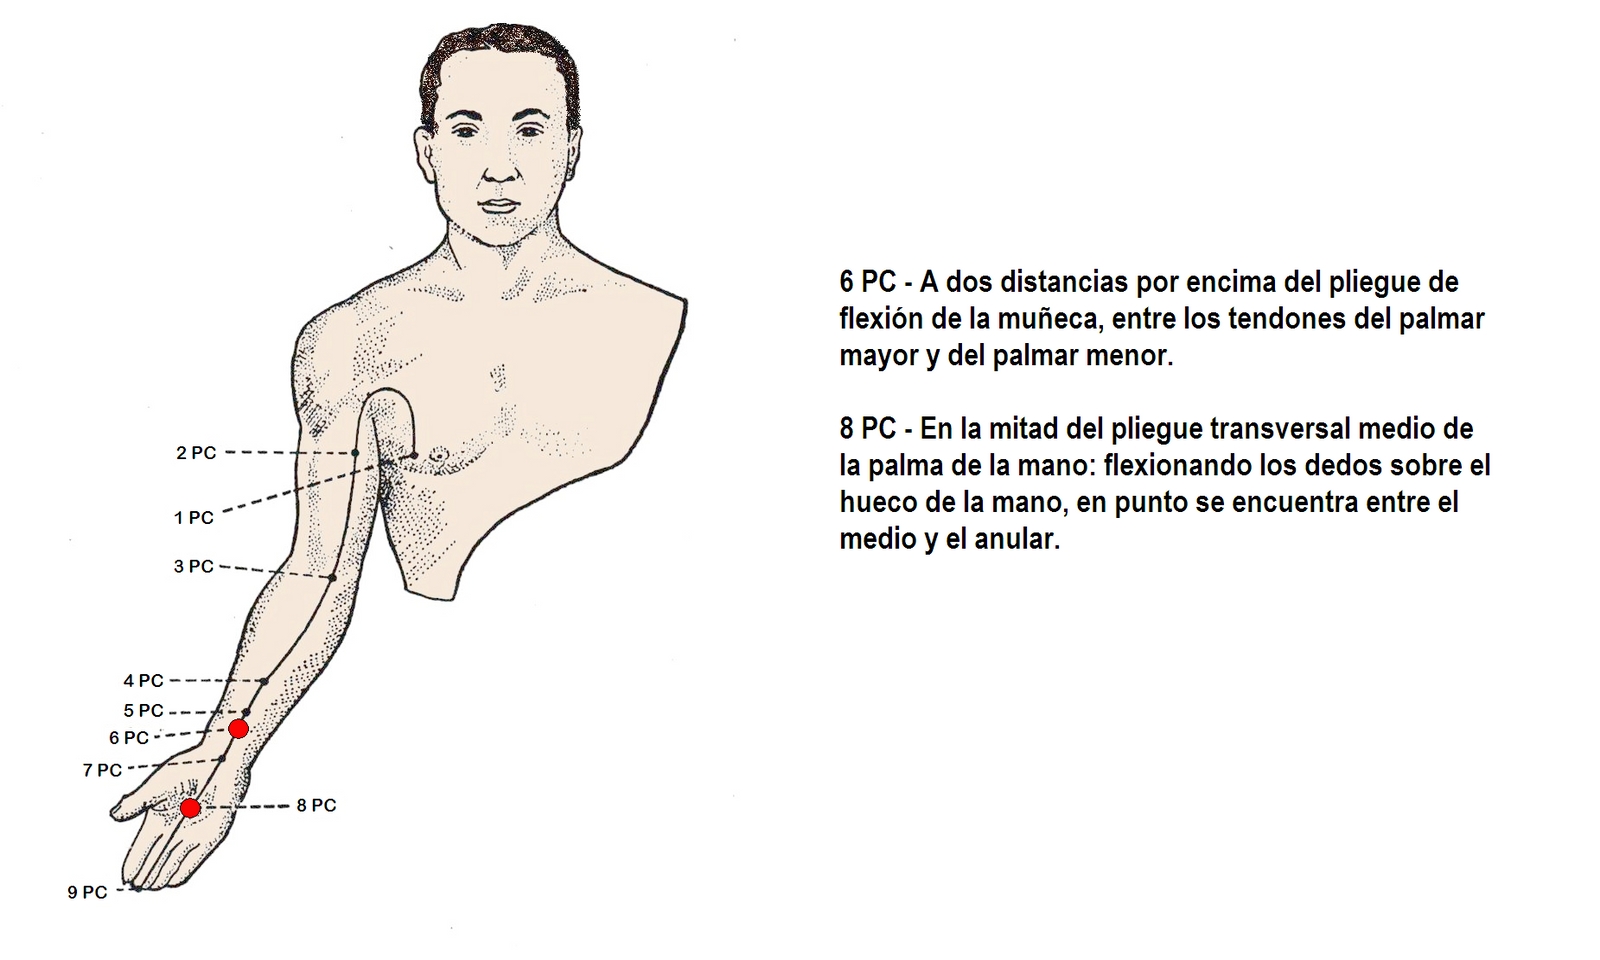 6 PC - A dos distancias por encima del pliegue de
flexión de la muñeca, entre los tendones del palmar
mayor y del palmar menor.
8 PC - En la mitad del pliegue transversal medio de
la palma de la mano: flexionando los dedos sobre el
hueco de la mano, en punto se encuentra entre el
medio y el anular.
2 PC
1 PC
3 PC
4 PC
5 PC
6 PC
7 PC
8 PC
9 PC